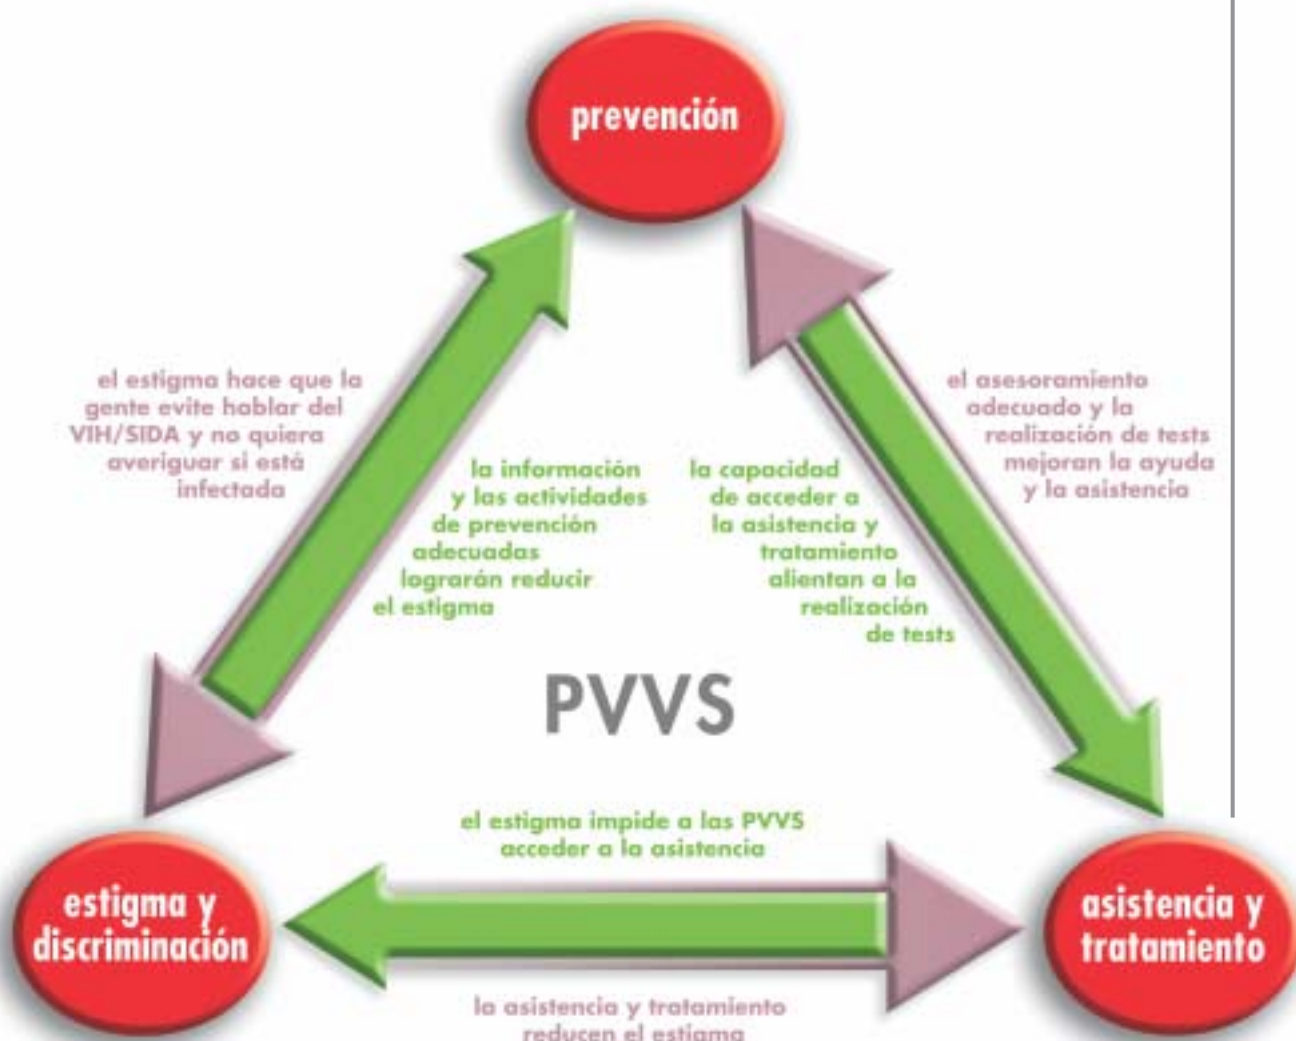 prevención
el estigma hace que la
gente evite hablar del
VIH/SIDA y no quiera
averiguar si está
infectada
la información
y las actividades
de prevención
adecuadas
lograrán reducir
el estigma
la capacidad
de acceder a
la asistencia y
tratamiento
alientan a la
realización
de tests
el asesoramiento
adecuado y la
realización de tests
mejoran la ayuda
y la asistencia
PVVS
el estigma impide a las PVVS
acceder a la asistencia
estigma y
discriminación
asistencia y
tratamiento
la asistencia y tratamiento
reducen el estigma